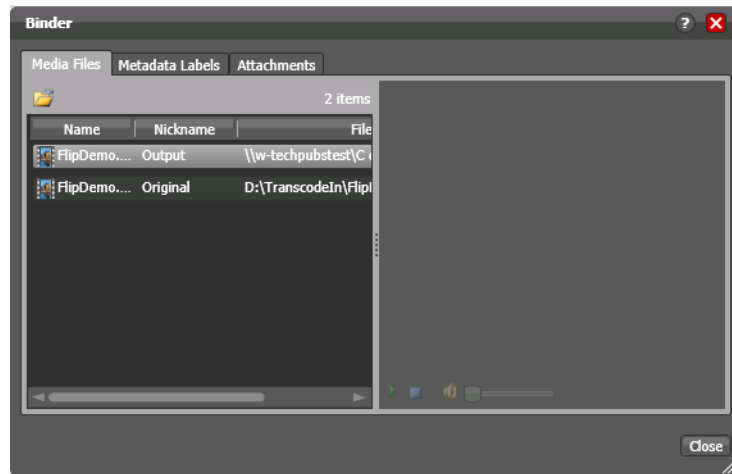 Binder
?
Media Files Metadata Labels Attachments
2 items
Name Nickname File
FlipDemo.... Output \\w-techpubstest\C
FlipDemo.... Original D:\TranscodeIn\Flip
Close